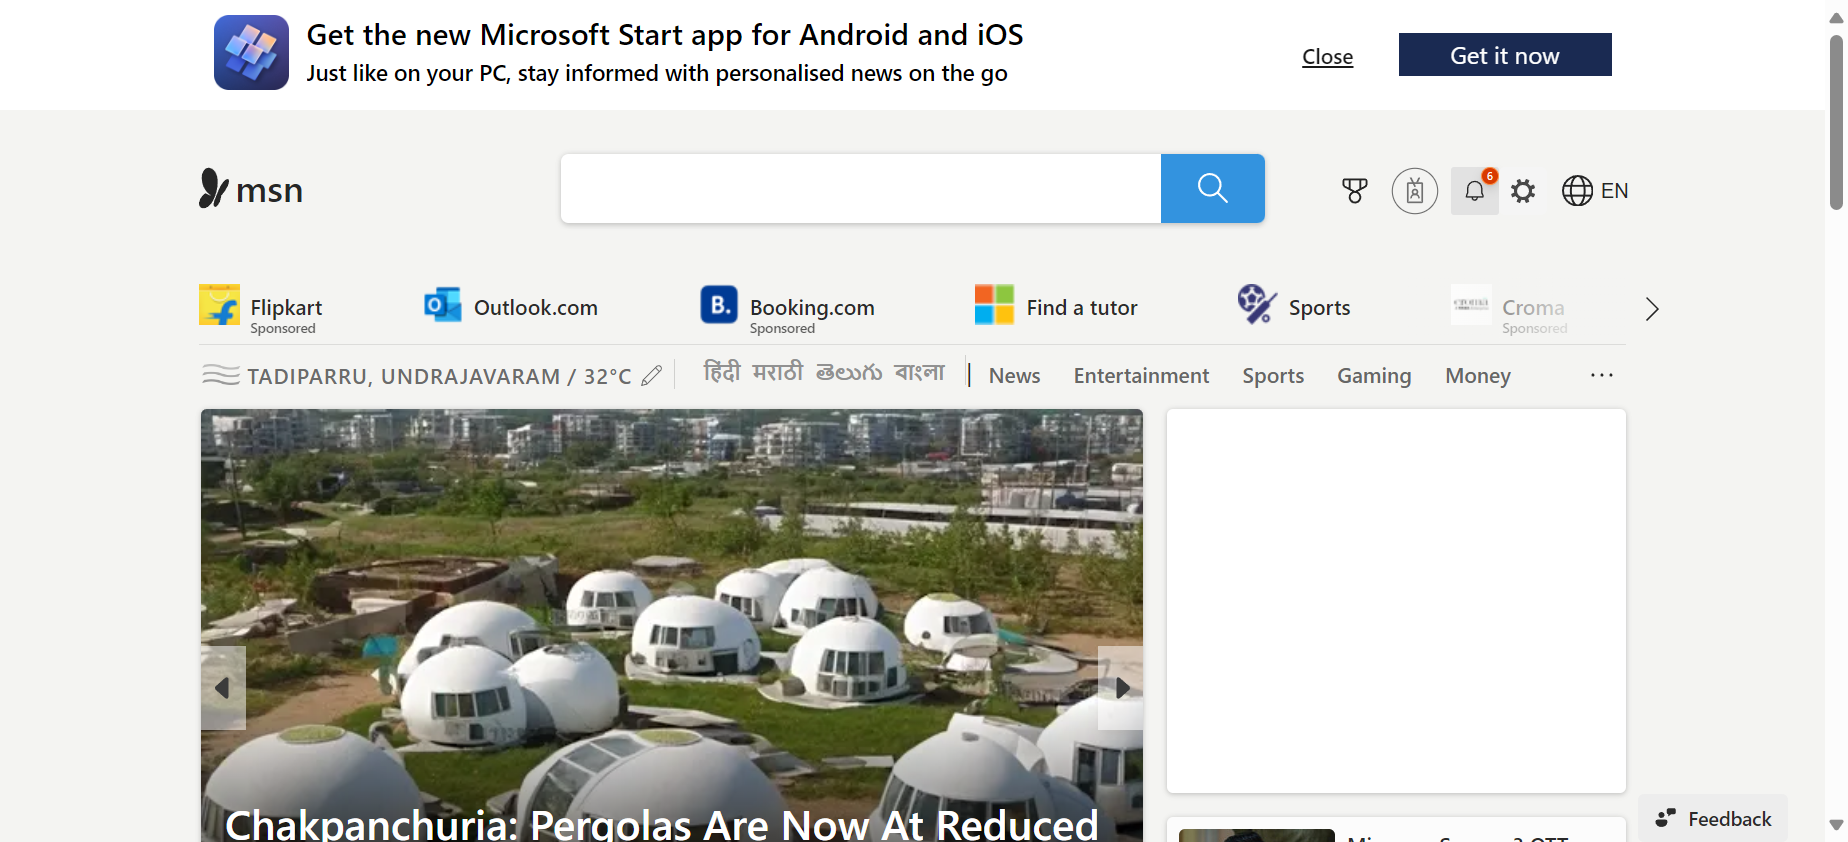 Get the new Microsoft Start app for Android and iOS
Just like on your PC, stay informed with personalised news on the go
Close
Get it now
msn
6
EN
Flipkart
Sponsored
Outlook.com
B.
Booking.com
Sponsored
Find a tutor
Sports
croma
Croma
Sponsored
TADIPARRU, UNDRAJAVARAM / 32°C
हिंदी मराठी తెలుగు বাংলা
News Entertainment Sports Gaming Money
Chakpanchuria: Pergolas Are Now At Reduced
Feedback